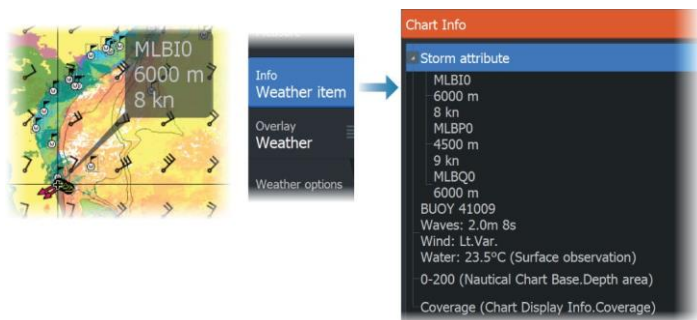 MLBI0
6000 m
8 kn
Info
Weather item
Overlay
Weather
Weather options
Chart Info
Storm attribute
MLBI0
6000 m
8 kn
MLBP0
4500 m
9 kn
MLBQ0
6000 m
BUOY 41009
Waves: 2.0m 8s
Wind: Lt.Var.
Water: 23.5°C (Surface observation)
0-200 (Nautical Chart Base.Depth area)
Coverage (Chart Display Info.Coverage)